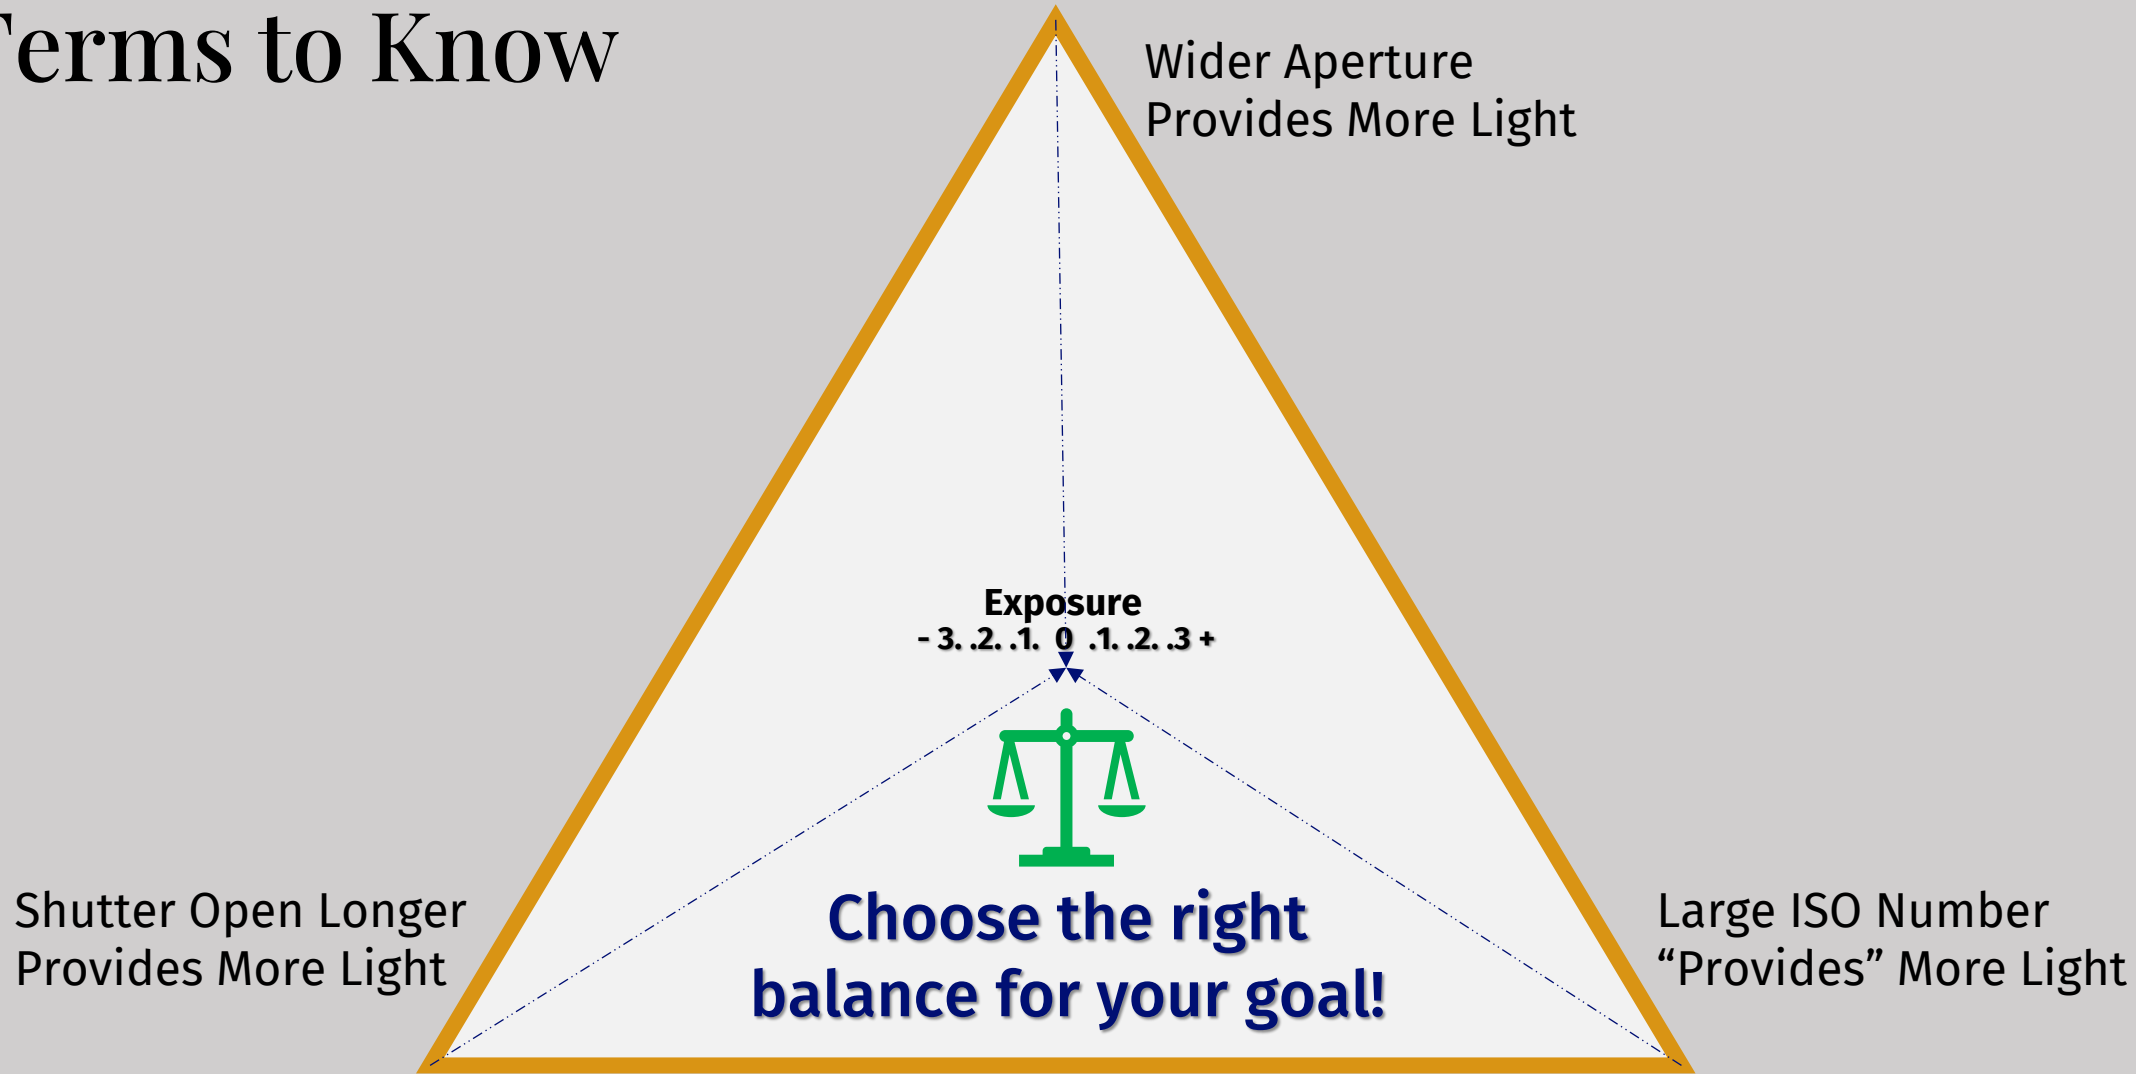 Terms to Know
Wider Aperture
Provides More Light
Exposure
- 3. .2. .1. 0 .1. .2. .3 +
Shutter Open Longer
Provides More Light
Choose the right
balance for your goal!
Large ISO Number
“Provides” More Light